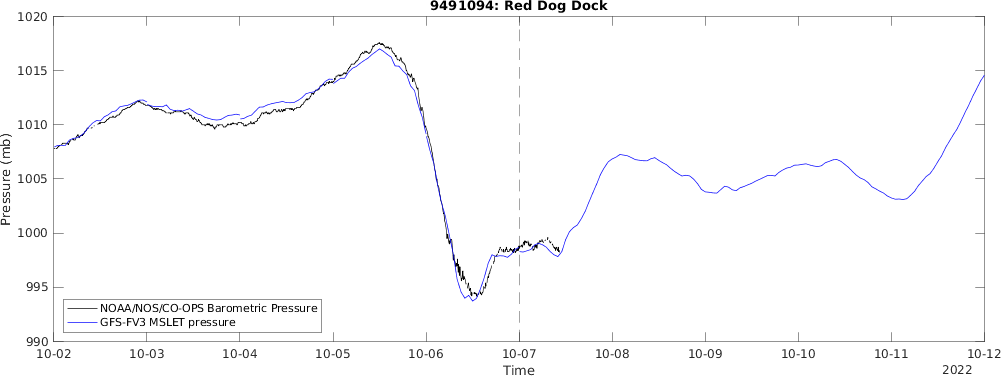 9491094: Red Dog Dock
1020
1015
1010
1005
1000
995
990
Pressure (mb)
NOAA/NOS/CO-OPS Barometric Pressure
GFS-FV3 MSLET pressure
10-02 10-03 10-04 10-05 10-06 10-07 10-08 10-09 10-10 10-11 10-12
Time
2022